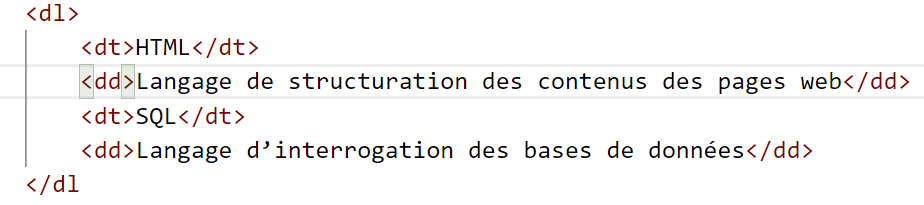 <dl>
<dt>HTML</dt>
<dd>Langage de structuration des contenus des pages web</dd>
<dt>SQL</dt>
<dd>Langage d’interrogation des bases de données</dd>
</dl